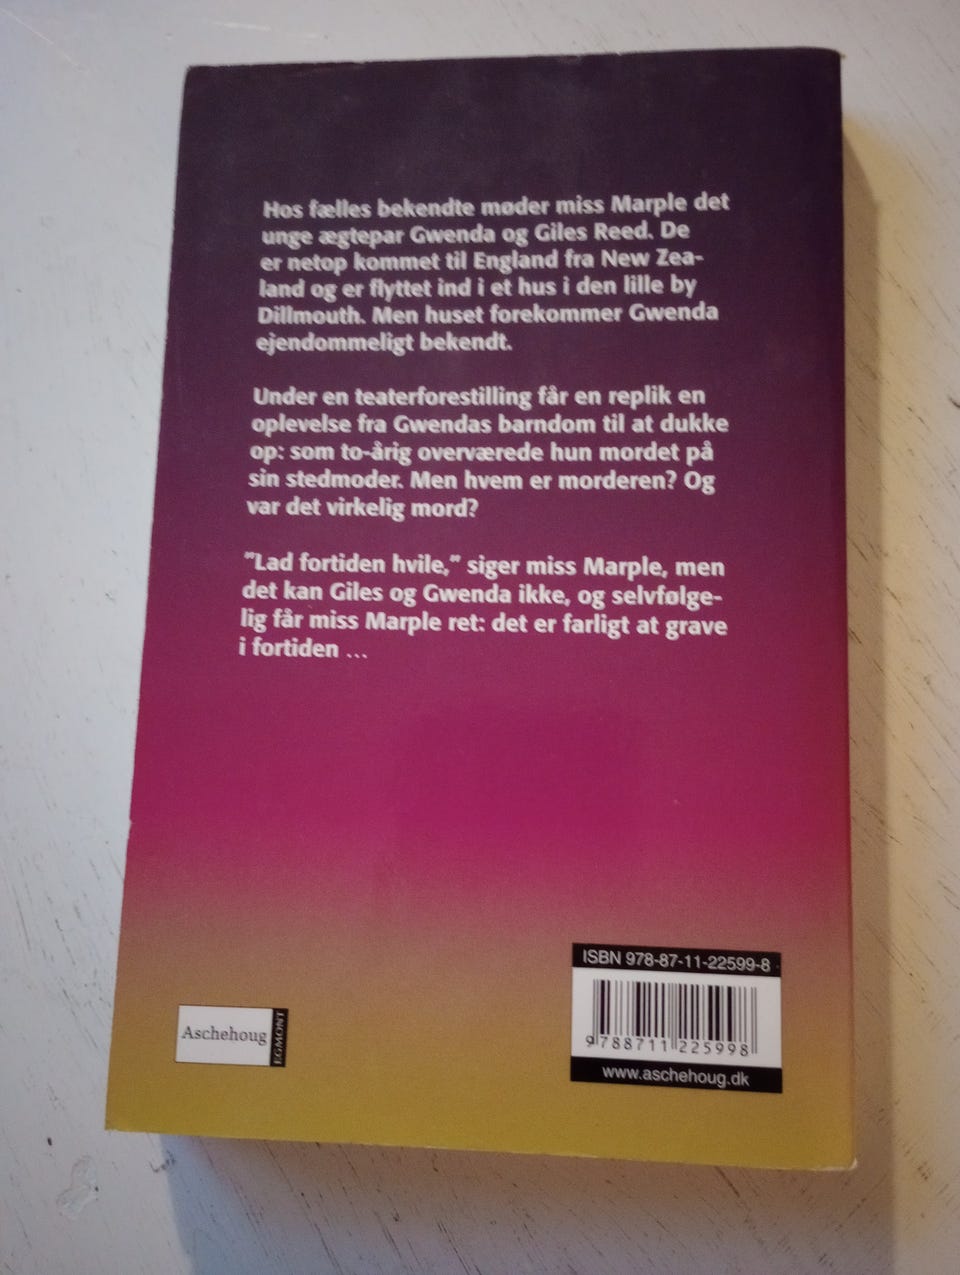 Hos fælles bekendte møder miss Marple det
unge ægtepar Gwenda og Giles Reed. De
er netop kommet til England fra New Zea-
land og er flyttet ind i et hus i den lille by
Dillmouth. Men huset forekommer Gwenda
ejendommeligt bekendt.
Under en teaterforestilling får en replik en
oplevelse fra Gwendas barndom til at dukke
op: som to-årig overværede hun mordet på
sin stedmoder. Men hvem er morderen? Og
var det virkelig mord?
"Lad fortiden hvile," siger miss Marple, men
det kan Giles og Gwenda ikke, og selvfølge-
lig får miss Marple ret: det er farligt at grave
i fortiden ...
Aschehoug
EGMONT
ISBN 978-87-11-22599-8
9 788711 225998
www.aschehoug.dk